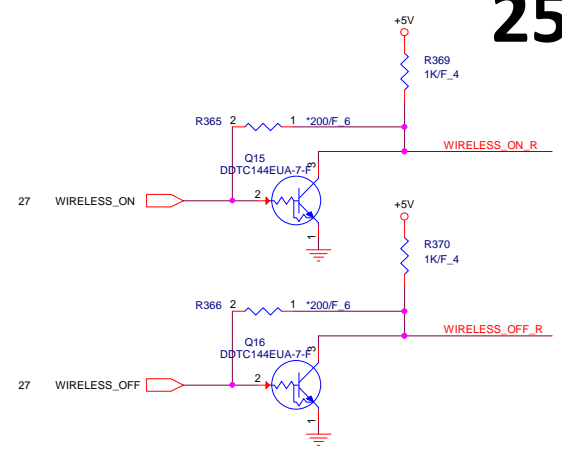 25
+5V
R369
1K/F_4
R365 2 1 *200/F_6
WIRELESS_ON_R
Q15
DDTC144EUA-7-F
3
27 WIRELESS_ON 2
1
+5V
R370
1K/F_4
R366 2 1 *200/F_6
WIRELESS_OFF_R
Q16
DDTC144EUA-7-F
3
27 WIRELESS_OFF 2
1